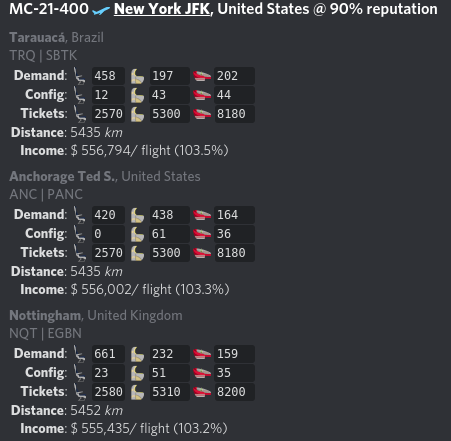 MC-21-400 New York JFK, United States @ 90% reputation
Tarauacá, Brazil
TRQ | SBTK
Demand: 458 197 202
Config: 12 43 44
Tickets: 2570 5300 8180
Distance: 5435 km
Income: $ 556,794/ flight (103.5%)
Anchorage Ted S., United States
ANC | PANC
Demand: 420 438 164
Config: 0 61 36
Tickets: 2570 5300 8180
Distance: 5435 km
Income: $ 556,002/ flight (103.3%)
Nottingham, United Kingdom
NQT | EGBN
Demand: 661 232 159
Config: 23 51 35
Tickets: 2580 5310 8200
Distance: 5452 km
Income: $ 555,435/ flight (103.2%)